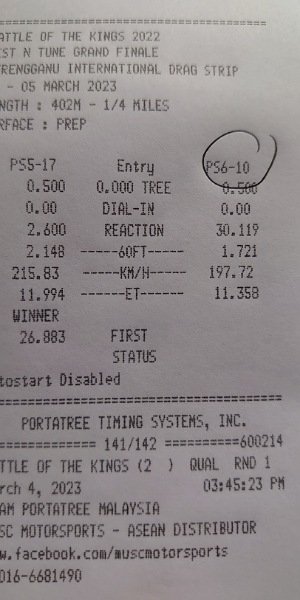 ==============================
ATTLE OF THE KINGS 2022
EST N TUNE GRAND FINALE
TRENGGANU INTERNATIONAL DRAG STRIP
- 05 MARCH 2023
NGTH : 402M - 1/4 MILES
RFACE : PREP
PS5-17 Entry PS6-10
0.500 0.000 TREE 0.500
0.00 DIAL-IN 0.00
2.600 REACTION 30.119
2.148 -----60FT----- 1.721
215.83 -----KM/H----- 197.72
11.994 ------ET------ 11.358
WINNER
26.883 FIRST
STATUS
tostart Disabled
==============================
PORTATREE TIMING SYSTEMS, INC.
============ 141/142 ==========600214
TTLE OF THE KINGS (2 ) QUAL RND 1
rch 4, 2023 03:45:23 PM
AM PORTATREE MALAYSIA
SC MOTORSPORTS - ASEAN DISTRIBUTOR
w.facebook.com/muscmotorsports
016-6681490